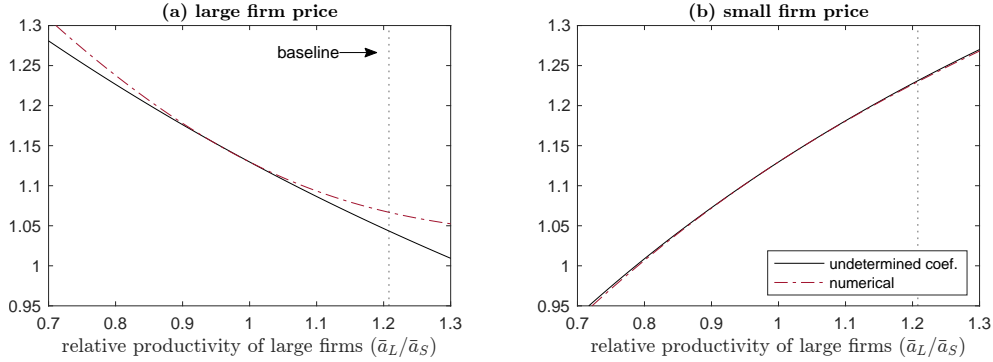 (a) large firm price
1.3
1.25
1.2
1.15
1.1
1.05
1
0.95
baseline
0.7 0.8 0.9 1 1.1 1.2 1.3
relative productivity of large firms (ā_L/ā_S)
(b) small firm price
1.3
1.25
1.2
1.15
1.1
1.05
1
0.95
undetermined coef.
numerical
0.7 0.8 0.9 1 1.1 1.2 1.3
relative productivity of large firms (ā_L/ā_S)